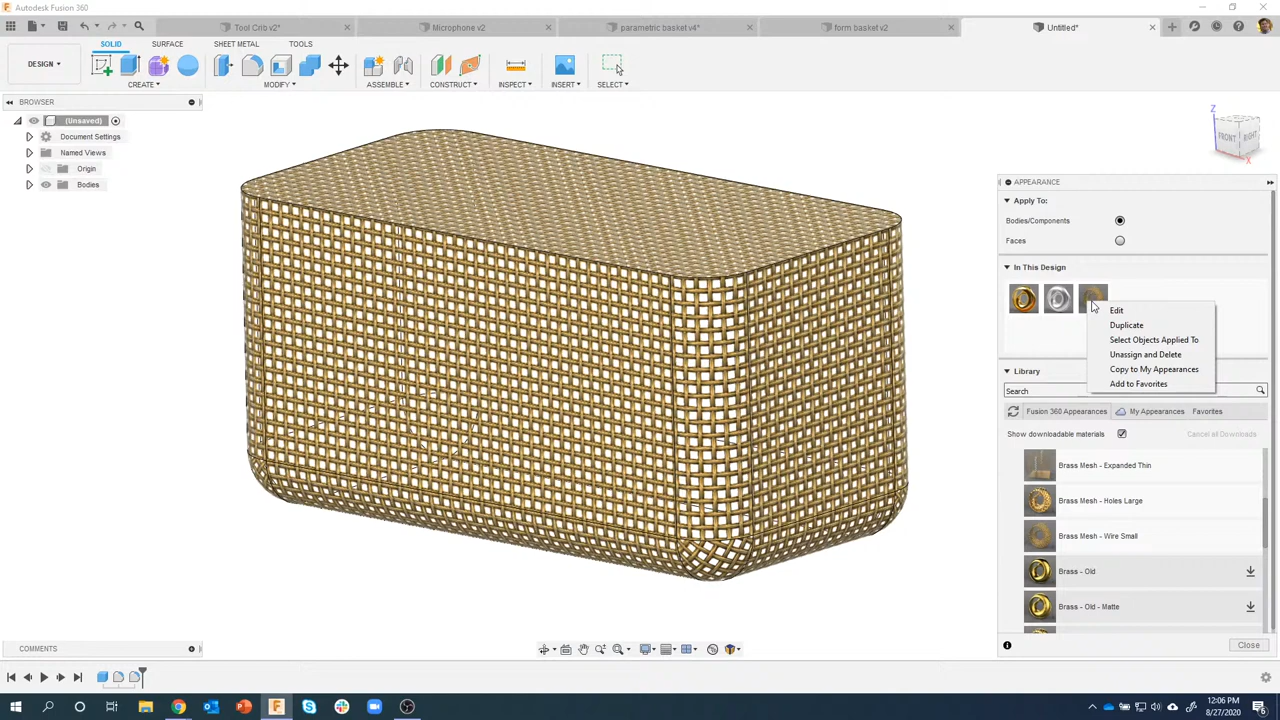 Autodesk Fusion 360
Tool Crib v2*
Microphone v2
parametric basket v4*
form basket v2
Untitled*
SOLID
SURFACE
SHEET METAL
TOOLS
DESIGN
CREATE
MODIFY
ASSEMBLE
CONSTRUCT
INSPECT
INSERT
SELECT
BROWSER
(Unsaved)
Document Settings
Named Views
Origin
Bodies
Z
FRONT
RIGHT
X
APPEARANCE
Apply To:
Bodies/Components
Faces
In This Design
Edit
Duplicate
Select Objects Applied To
Unassign and Delete
Copy to My Appearances
Add to Favorites
Library
Search
Fusion 360 Appearances
My Appearances
Favorites
Show downloadable materials
Cancel all Downloads
Brass Mesh - Expanded Thin
Brass Mesh - Holes Large
Brass Mesh - Wire Small
Brass - Old
Brass - Old - Matte
Close
COMMENTS
12:06 PM
8/27/2020